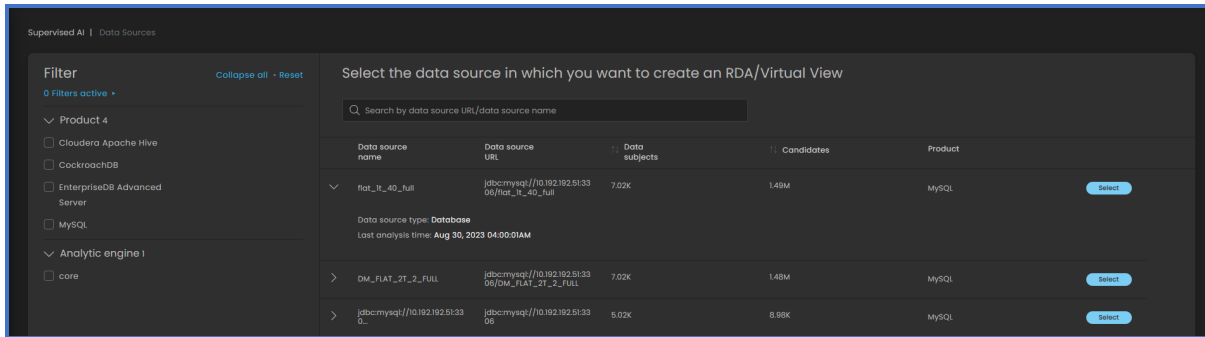 Supervised AI | Data Sources
Filter
Collapse all • Reset
0 Filters active ▸
Product 4
Cloudera Apache Hive
CockroachDB
EnterpriseDB Advanced
Server
MySQL
Analytic engine 1
core
Select the data source in which you want to create an RDA/Virtual View
Search by data source URL/data source name
Data source
name
Data source
URL
Data
subjects
Candidates
Product
flat_1t_40_full
jdbc:mysql://10.192.192.51:33
06/flat_1t_40_full
7.02K
1.49M
MySQL
Select
Data source type: Database
Last analysis time: Aug 30, 2023 04:00:01AM
DM_FLAT_2T_2_FULL
jdbc:mysql://10.192.192.51:33
06/DM_FLAT_2T_2_FULL
7.02K
1.48M
MySQL
Select
jdbc:mysql://10.192.192.51:33
0...
jdbc:mysql://10.192.192.51:33
06
5.02K
8.98K
MySQL
Select